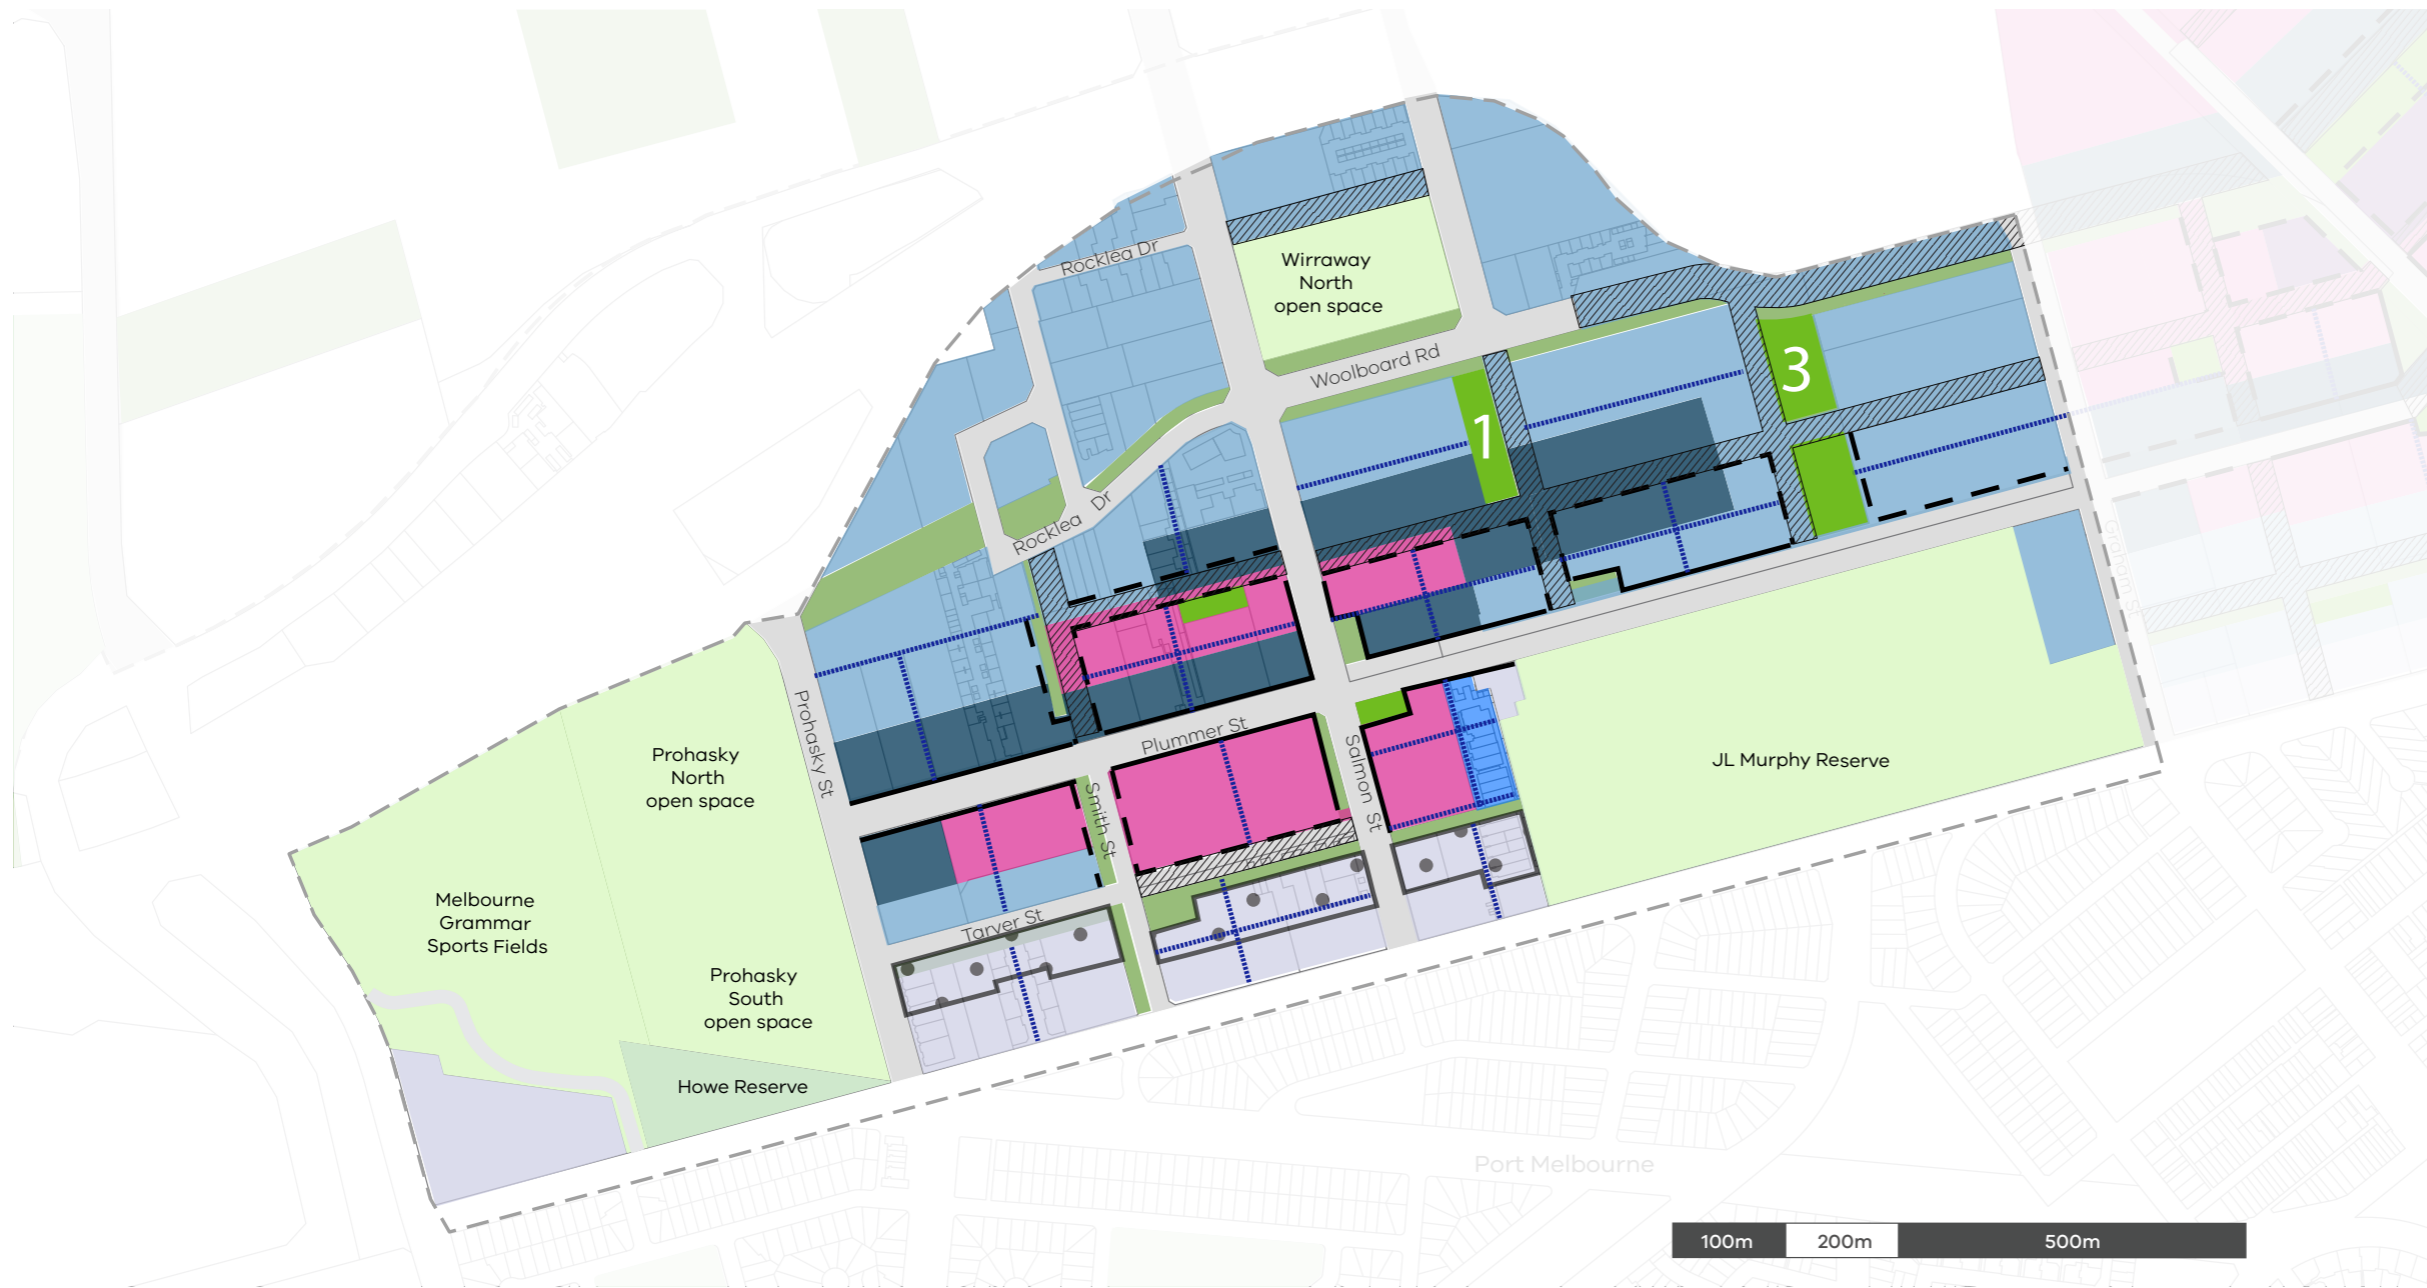 Rocklea Dr
Wirraway
North
open space
Woolboard Rd
3
1
Rocklea Dr
Prohasky St
Plummer St
Prohasky
North
open space
Salmon St
JL Murphy Reserve
Smith St
Melbourne
Grammar
Sports Fields
Tarver St
Prohasky
South
open space
Howe Reserve
Port Melbourne
100m
200m
500m